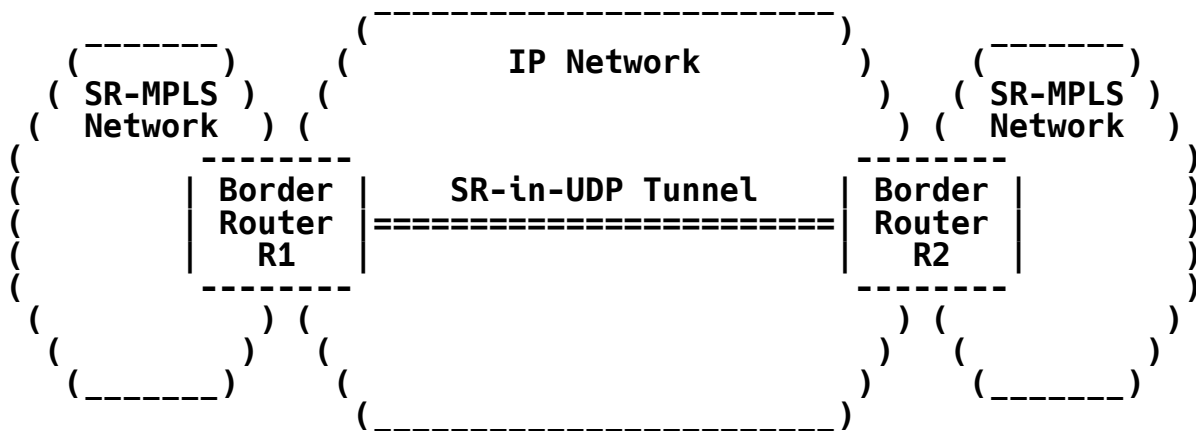 IP Network
SR-MPLS SR-MPLS
Network Network
Border SR-in-UDP Tunnel Border
Router Router
R1 R2